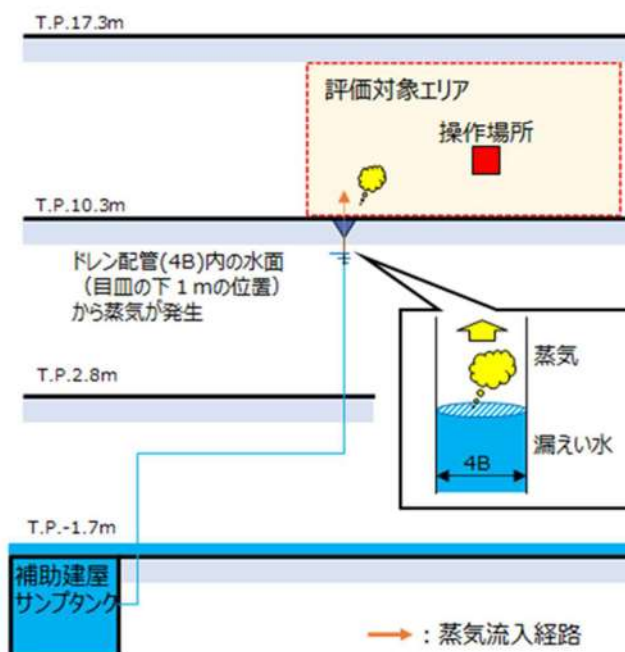 T.P.17.3m
評価対象エリア
操作場所
T.P.10.3m
ドレン配管(4B)内の水面
（目皿の下１ｍの位置）
から蒸気が発生
蒸気
漏えい水
4B
T.P.2.8m
T.P.-1.7m
補助建屋
サンプタンク
：蒸気流入経路